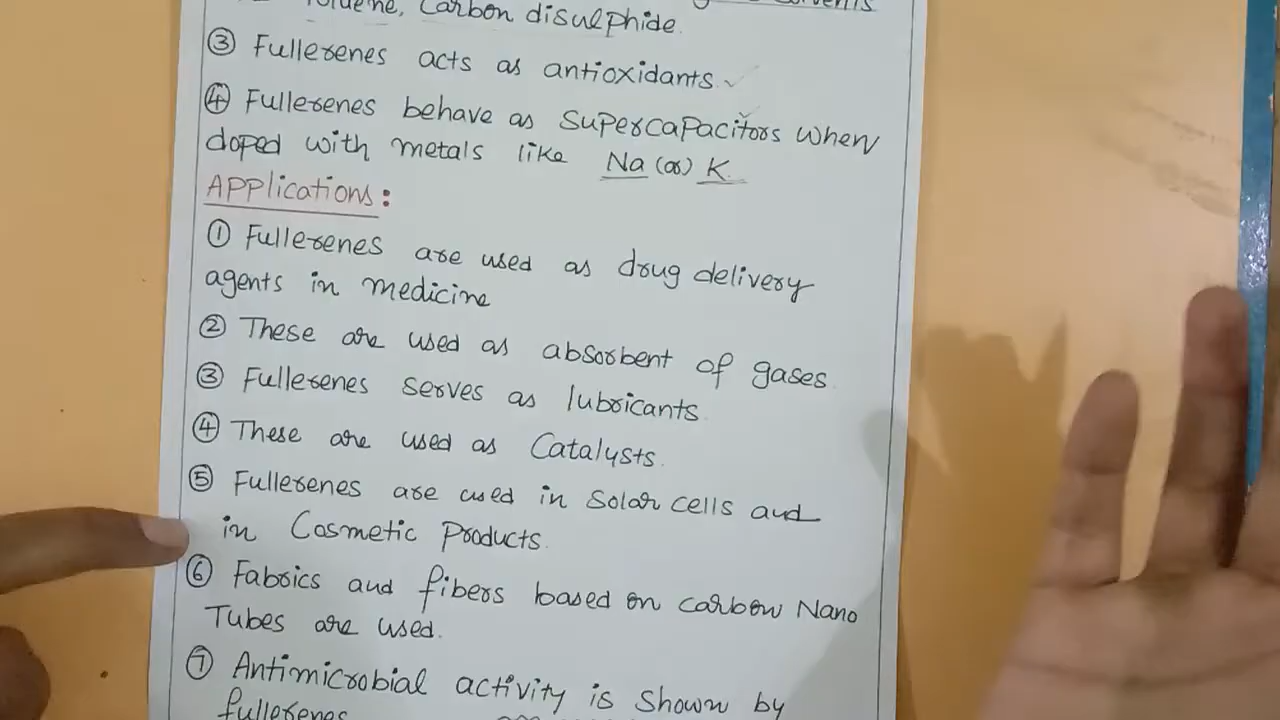 Toluene, Carbon disulphide.
③ Fullerenes acts as antioxidants.
④ Fullerenes behave as Supercapacitors when
doped with metals like Na (or) K.
Applications:
① Fullerenes are used as drug delivery
agents in medicine
② These are used as absorbent of gases.
③ Fullerenes serves as lubricants.
④ These are used as Catalysts.
⑤ Fullerenes are used in Solar cells and
in Cosmetic Products.
⑥ Fabrics and fibers based on carbon Nano
Tubes are used.
⑦ Antimicrobial activity is shown by
fullerenes